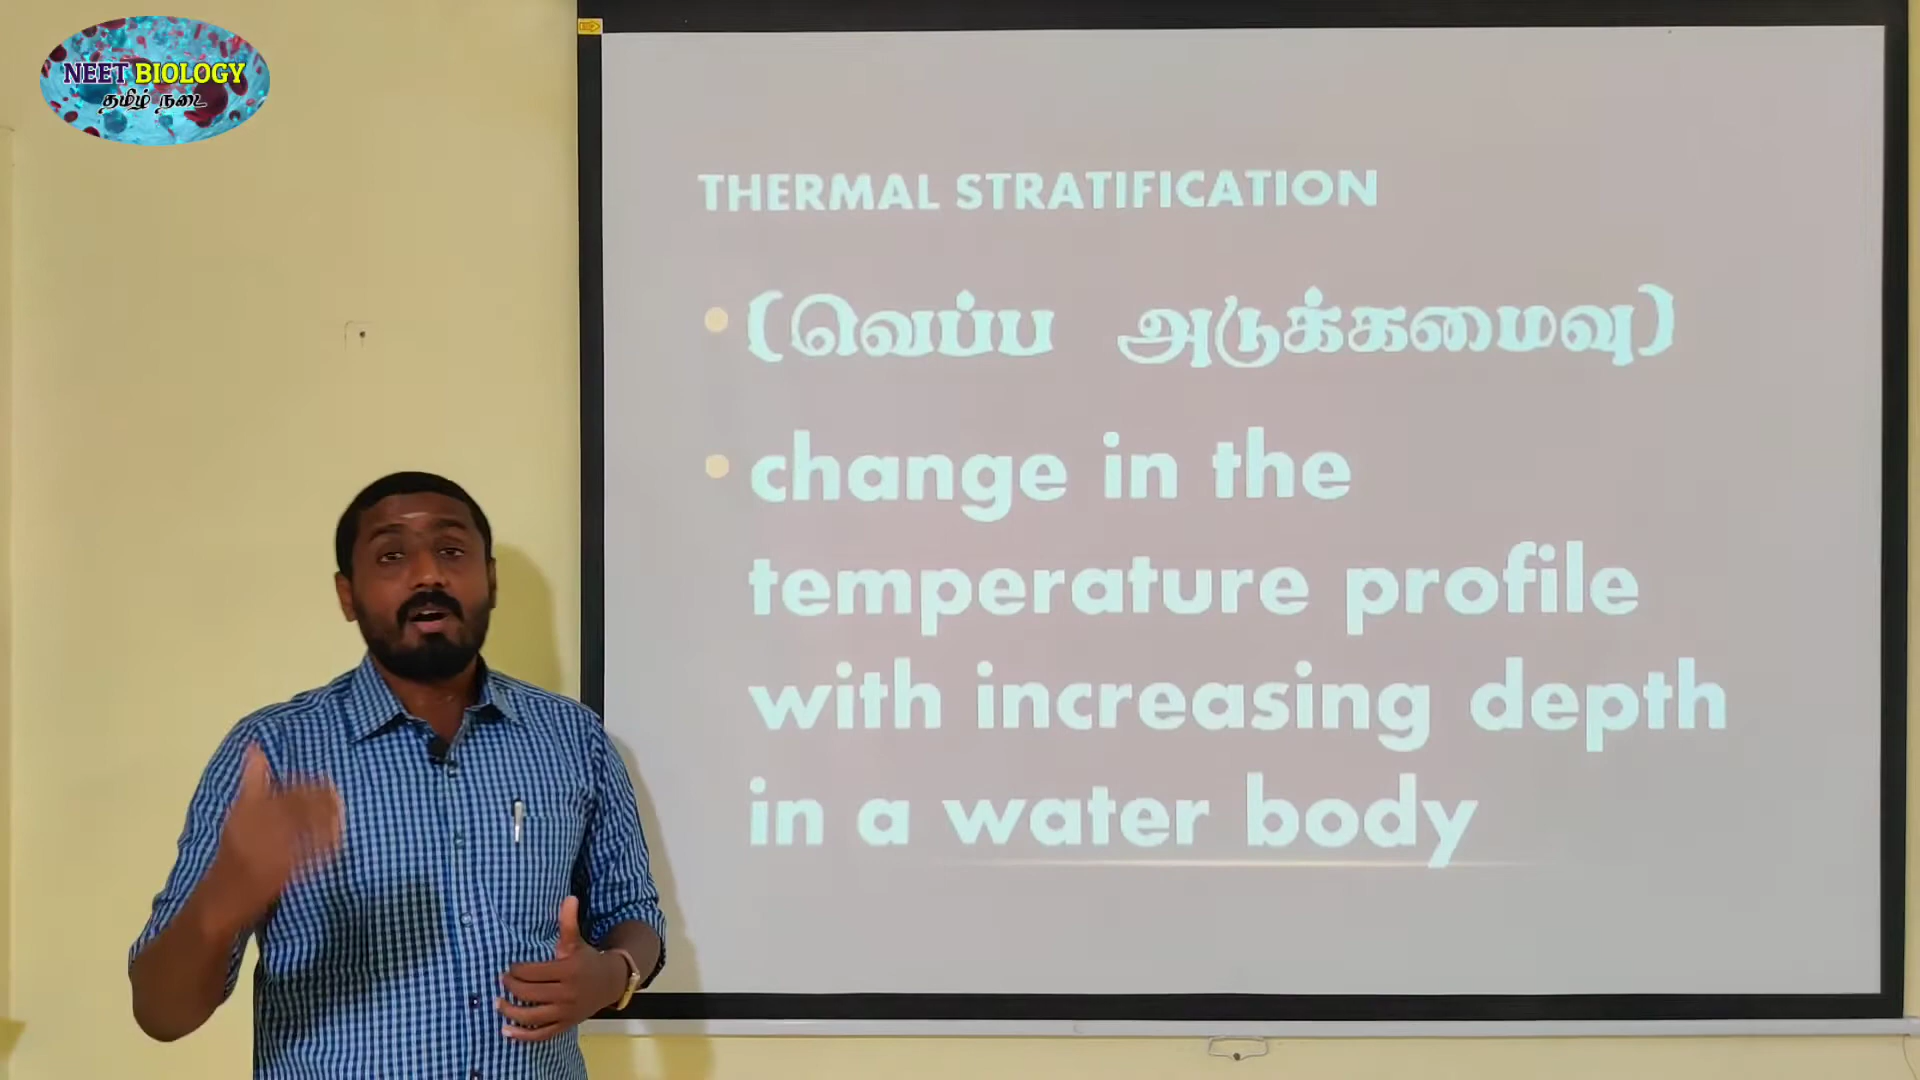 NEET BIOLOGY
தமிழ் நடை
THERMAL STRATIFICATION
(வெப்ப அடுக்கமைவு)
change in the
temperature profile
with increasing depth
in a water body